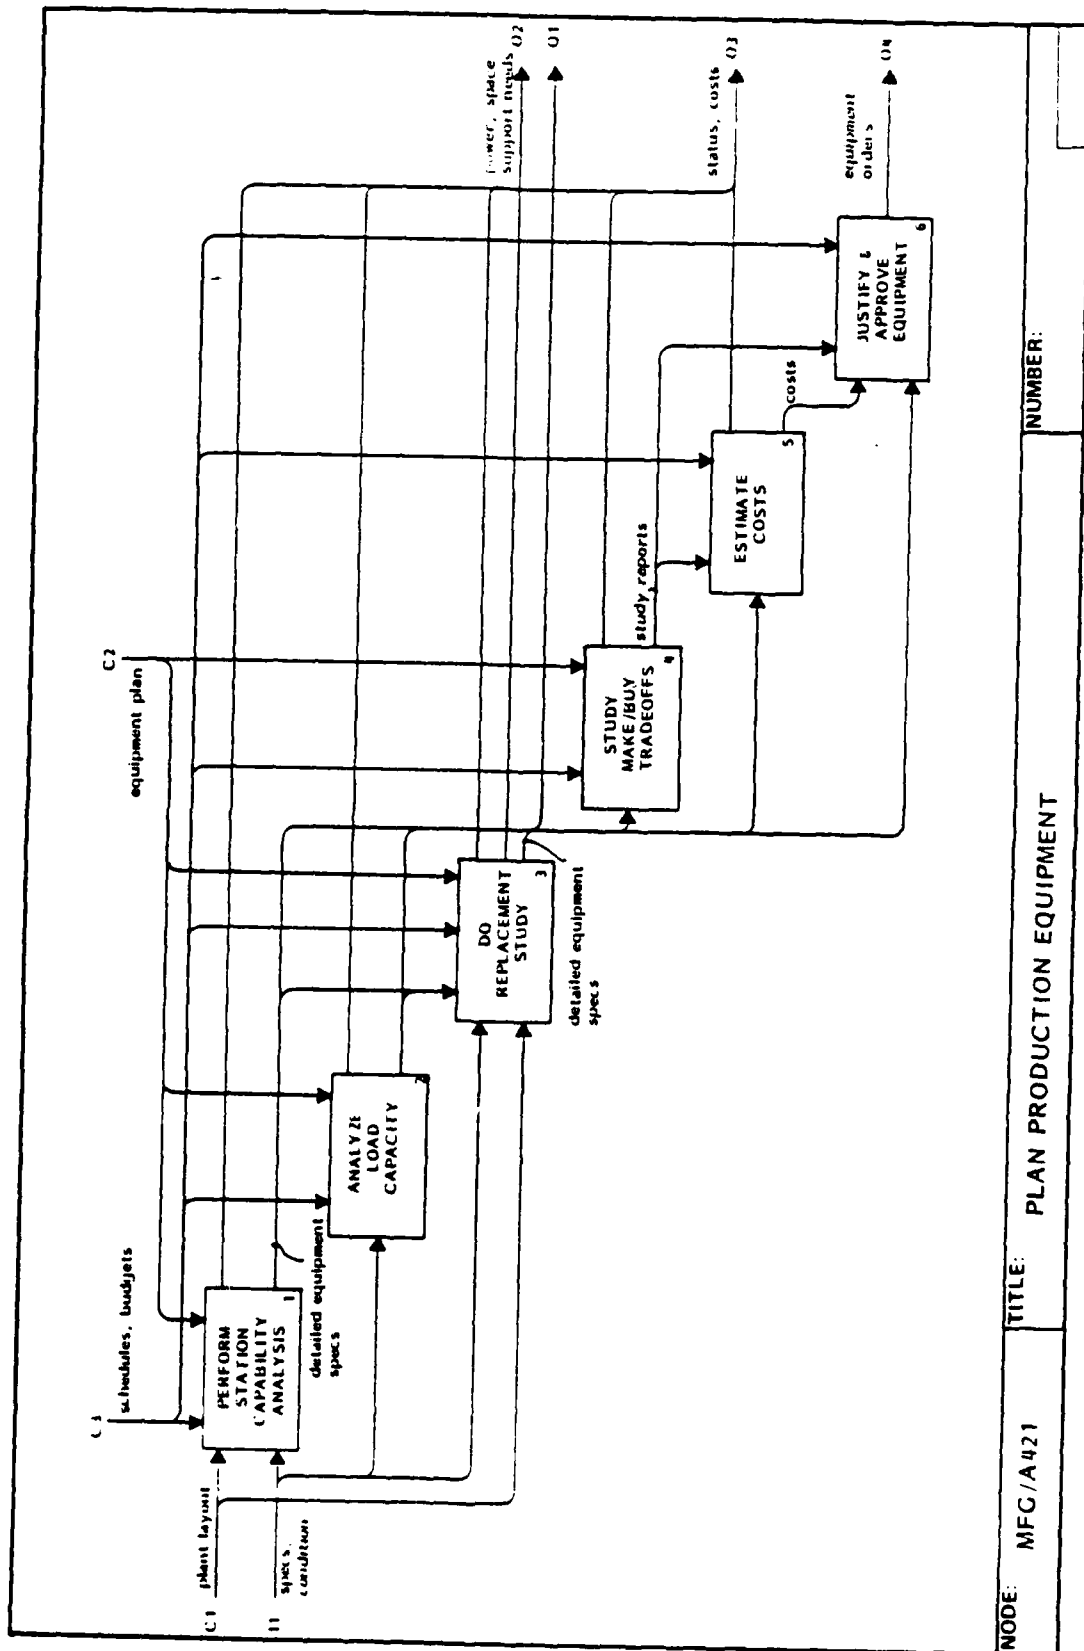 C3
schedules, budgets
C2
equipment plan
C1
plant layout
I1
specs,
condition
PERFORM
STATION
CAPABILITY
ANALYSIS
1
detailed equipment
specs
ANALYZE
LOAD
CAPACITY
2
DO
REPLACEMENT
STUDY
3
detailed equipment
specs
STUDY
MAKE/BUY
TRADEOFFS
4
study reports
ESTIMATE
COSTS
5
costs
JUSTIFY &
APPROVE
EQUIPMENT
6
power, space
support needs
O2
O1
status, costs
O3
equipment
orders
O4
NODE:
MFG/A421
TITLE:
PLAN PRODUCTION EQUIPMENT
NUMBER: